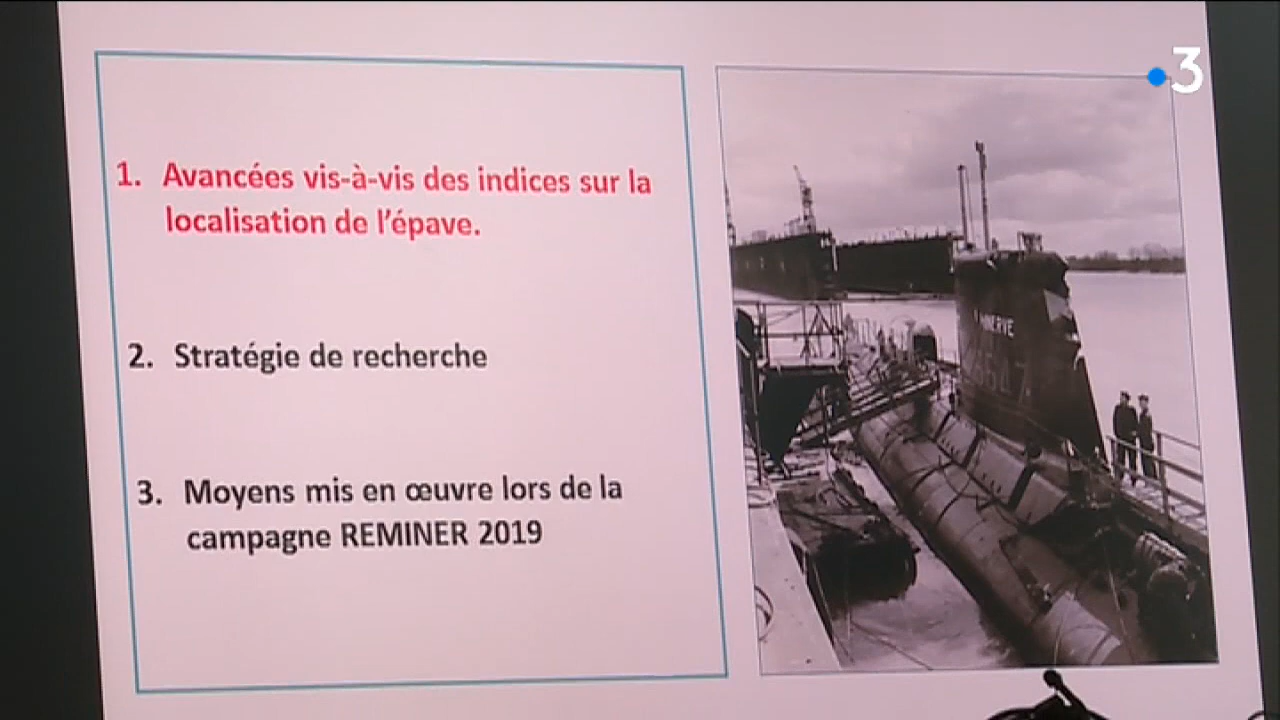 3
1. Avancées vis-à-vis des indices sur la
localisation de l'épave.
2. Stratégie de recherche
3. Moyens mis en œuvre lors de la
campagne REMINER 2019
MINERVE